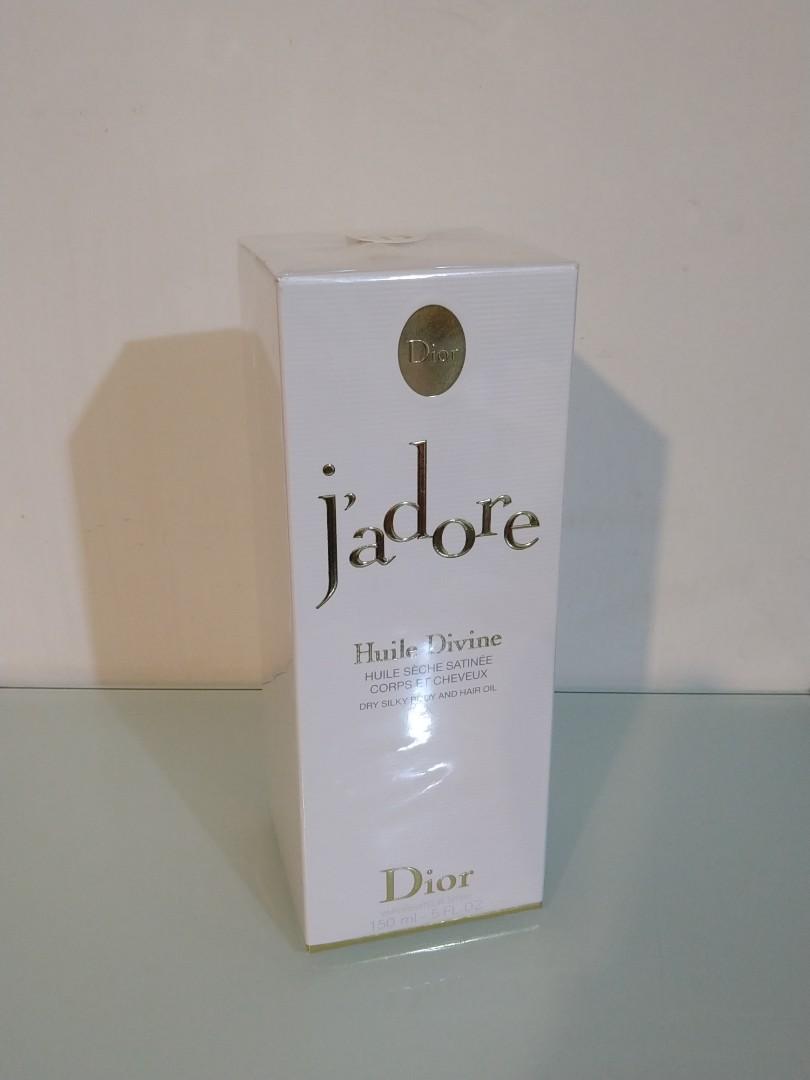 Dior
j'adore
Huile Divine
HUILE SÈCHE SATINÉE
CORPS ET CHEVEUX
DRY SILKY BODY AND HAIR OIL
Dior
150 ml - 5 FL. OZ